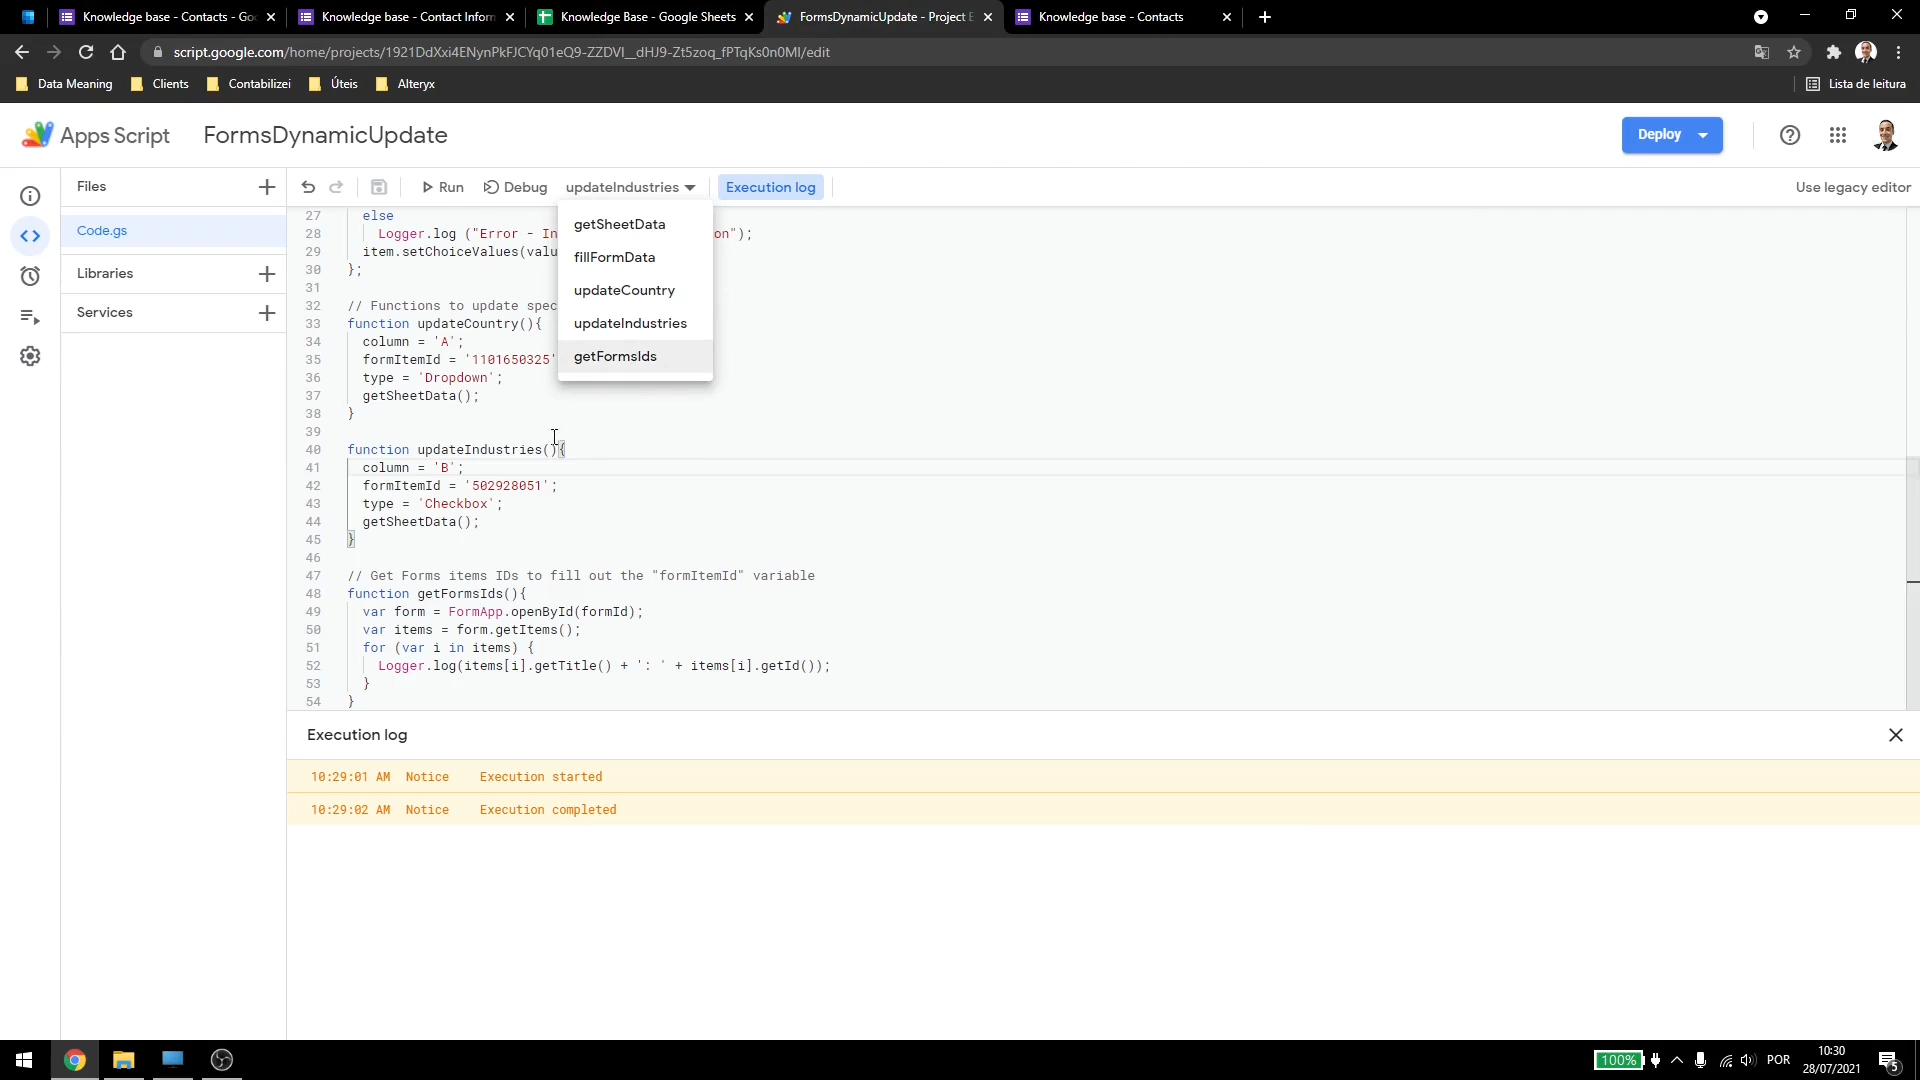 Knowledge base - Contacts - Go
Knowledge base - Contact Inforn
Knowledge Base - Google Sheets
FormsDynamicUpdate - Project E
Knowledge base - Contacts
script.google.com/home/projects/1921DdXxi4ENynPkFJCYq01eQ9-ZZDVI__dHJ9-Zt5zoq_fPTqKs0n0MI/edit
Data Meaning
Clients
Contabilizei
Úteis
Alteryx
Lista de leitura
Apps Script
FormsDynamicUpdate
Deploy
Files
Run
Debug
updateIndustries
Execution log
Use legacy editor
Code.gs
Libraries
Services
getSheetData
fillFormData
updateCountry
updateIndustries
getFormsIds
27 else
28 Logger.log ("Error - In on");
29 item.setChoiceValues(valu
30 };
31
32 // Functions to update spec
33 function updateCountry(){
34 column = 'A';
35 formItemId = '1101650325'
36 type = 'Dropdown';
37 getSheetData();
38 }
39
40 function updateIndustries(){
41 column = 'B';
42 formItemId = '502928051';
43 type = 'Checkbox';
44 getSheetData();
45 }
46
47 // Get Forms items IDs to fill out the "formItemId" variable
48 function getFormsIds(){
49 var form = FormApp.openById(formId);
50 var items = form.getItems();
51 for (var i in items) {
52 Logger.log(items[i].getTitle() + ': ' + items[i].getId());
53 }
54 }
Execution log
10:29:01 AM Notice Execution started
10:29:02 AM Notice Execution completed
100%
POR
10:30
28/07/2021
5